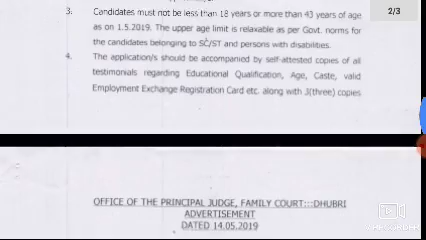 2/3
3. Candidates must not be less than 18 years or more than 43 years of age
as on 1.5.2019. The upper age limit is relaxable as per Govt. norms for
the candidates belonging to SC/ST and persons with disabilities.
4. The application/s should be accompanied by self-attested copies of all
testimonials regarding Educational Qualification, Age, Caste, valid
Employment Exchange Registration Card etc. along with 3(three) copies
OFFICE OF THE PRINCIPAL JUDGE, FAMILY COURT:::DHUBRI
ADVERTISEMENT
DATED 14.05.2019